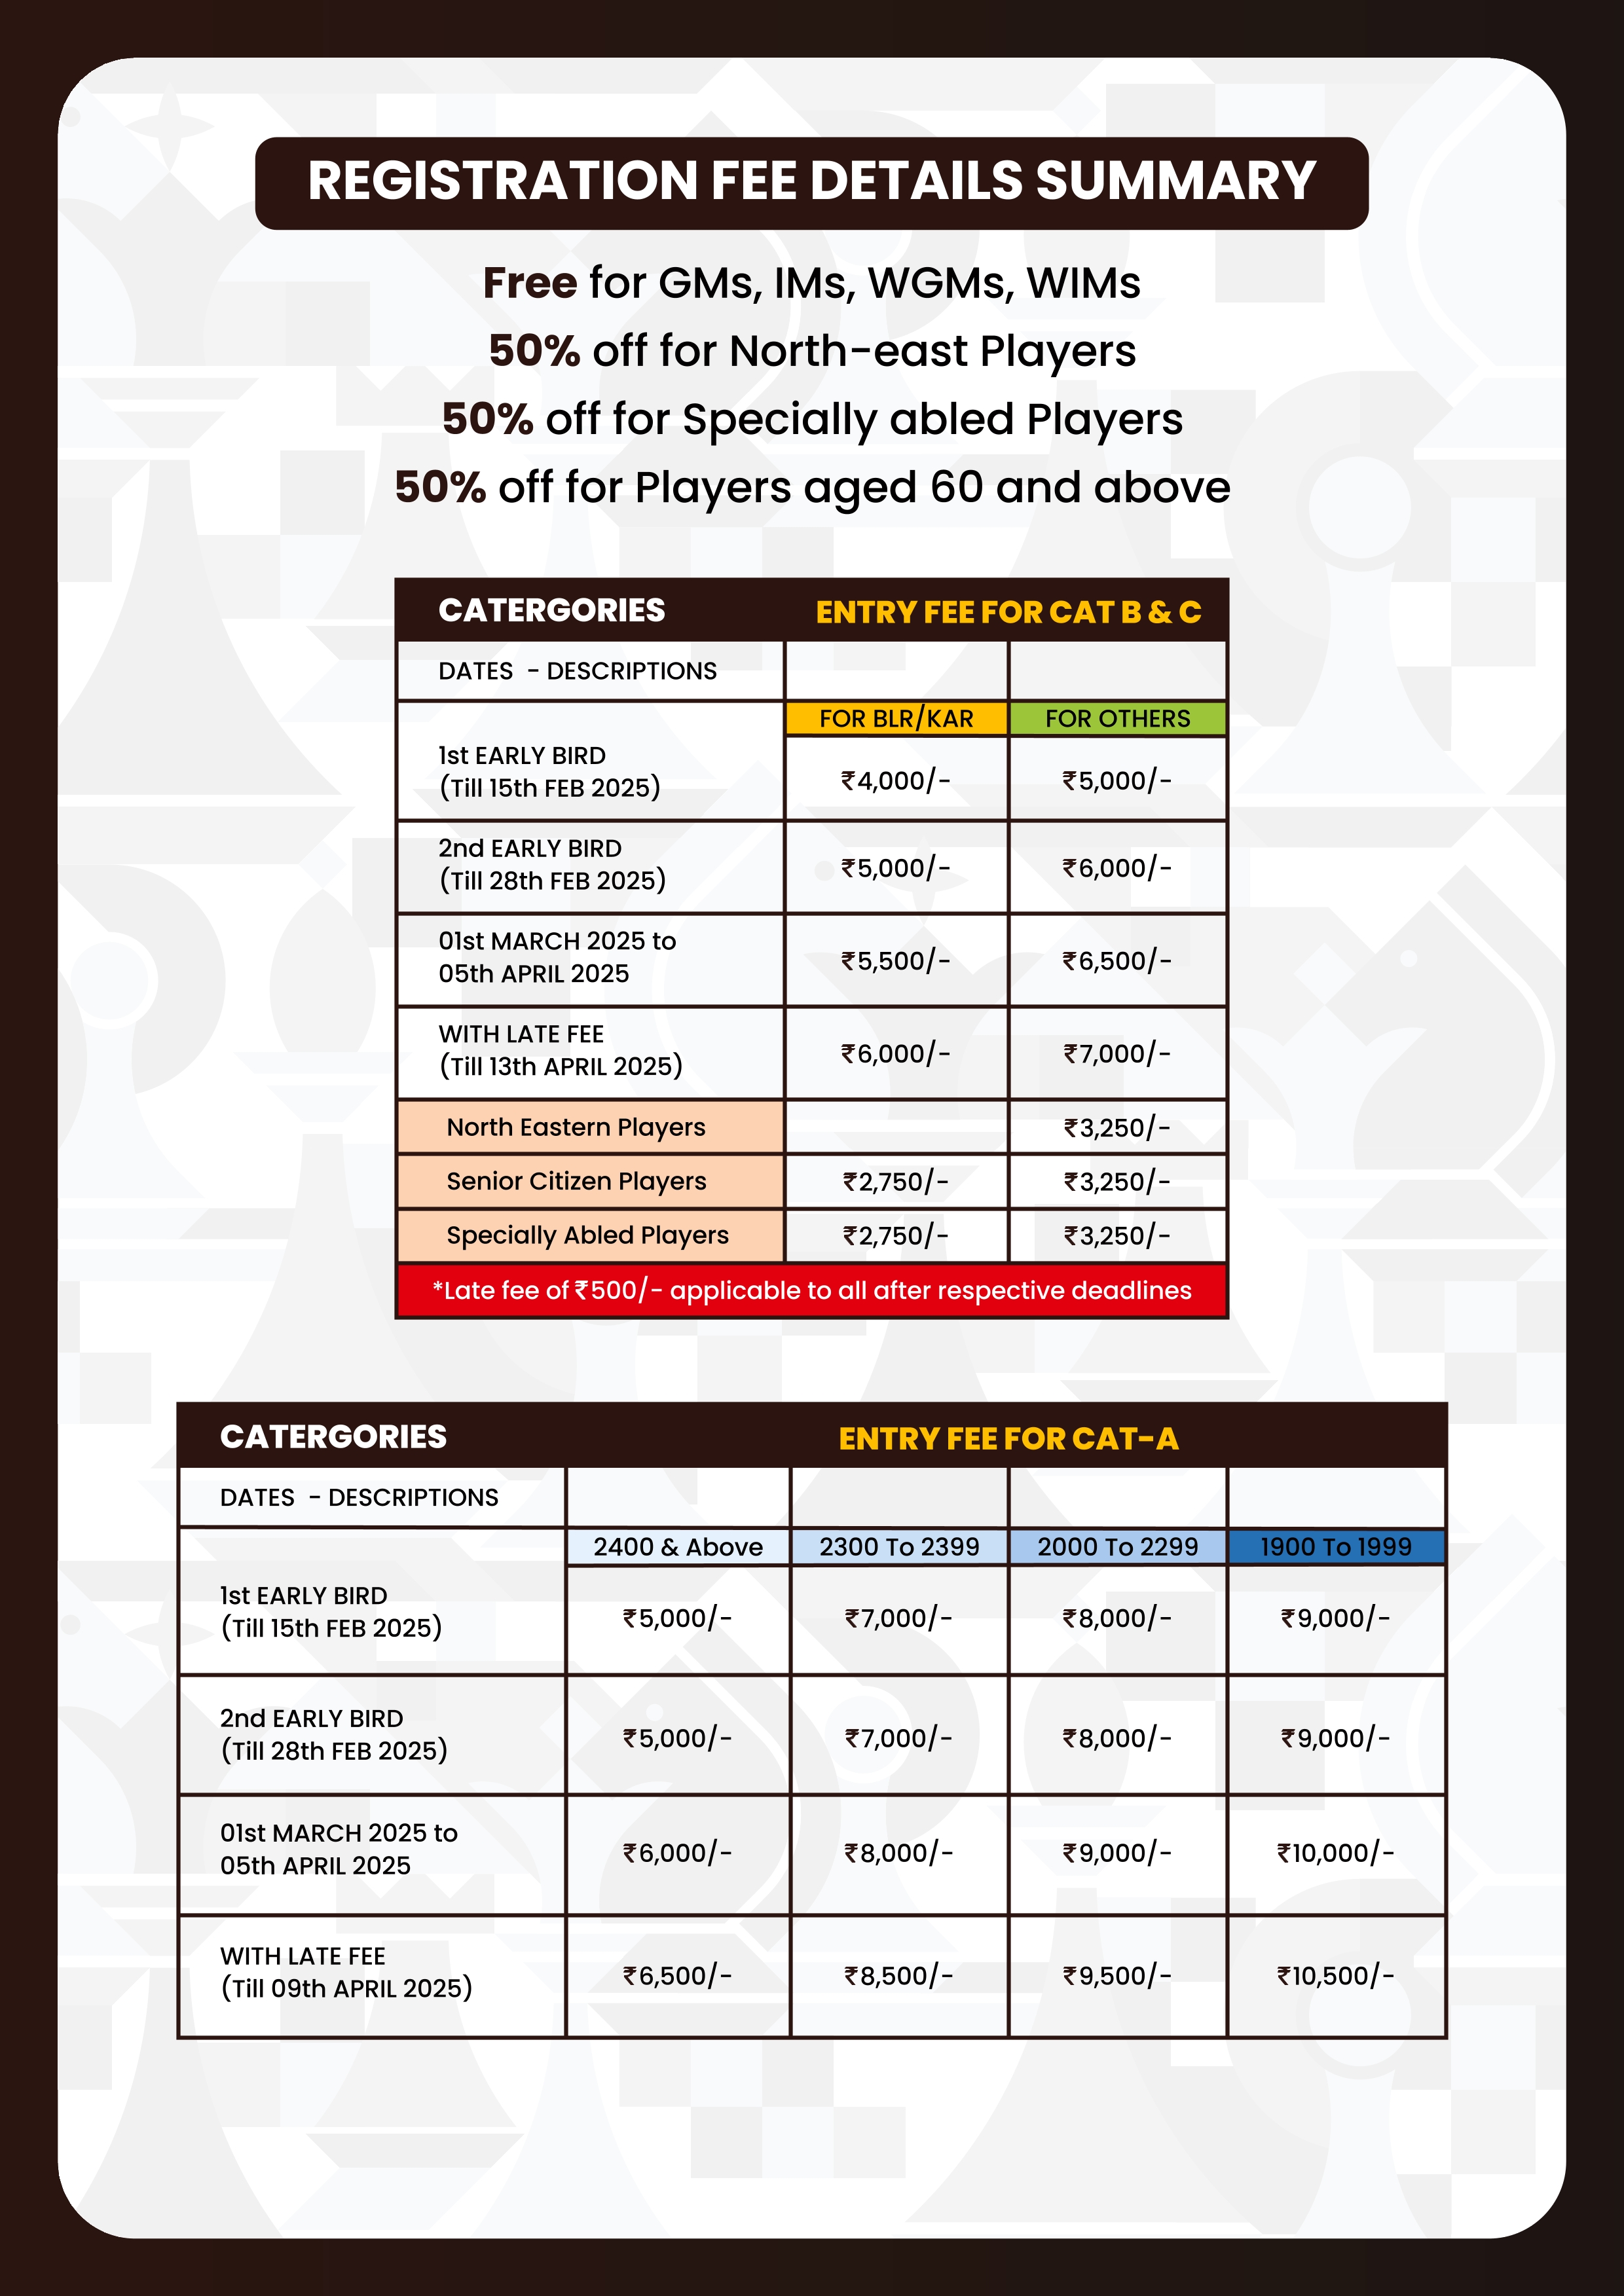 REGISTRATION FEE DETAILS SUMMARY
Free for GMs, IMs, WGMs, WIMs
50% off for North-east Players
50% off for Specially abled Players
50% off for Players aged 60 and above
CATERGORIES ENTRY FEE FOR CAT B & C
DATES - DESCRIPTIONS
FOR BLR/KAR FOR OTHERS
1st EARLY BIRD
(Till 15th FEB 2025) ₹4,000/- ₹5,000/-
2nd EARLY BIRD
(Till 28th FEB 2025) ₹5,000/- ₹6,000/-
01st MARCH 2025 to
05th APRIL 2025 ₹5,500/- ₹6,500/-
WITH LATE FEE
(Till 13th APRIL 2025) ₹6,000/- ₹7,000/-
North Eastern Players ₹3,250/-
Senior Citizen Players ₹2,750/- ₹3,250/-
Specially Abled Players ₹2,750/- ₹3,250/-
*Late fee of ₹500/- applicable to all after respective deadlines
CATERGORIES ENTRY FEE FOR CAT-A
DATES - DESCRIPTIONS
2400 & Above 2300 To 2399 2000 To 2299 1900 To 1999
1st EARLY BIRD
(Till 15th FEB 2025) ₹5,000/- ₹7,000/- ₹8,000/- ₹9,000/-
2nd EARLY BIRD
(Till 28th FEB 2025) ₹5,000/- ₹7,000/- ₹8,000/- ₹9,000/-
01st MARCH 2025 to
05th APRIL 2025 ₹6,000/- ₹8,000/- ₹9,000/- ₹10,000/-
WITH LATE FEE
(Till 09th APRIL 2025) ₹6,500/- ₹8,500/- ₹9,500/- ₹10,500/-